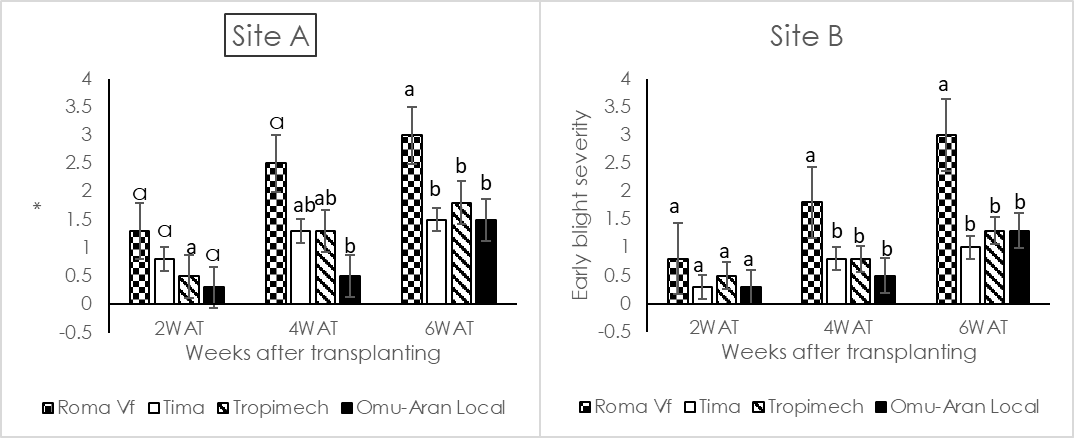 Site A
4
3.5
3
2.5
2
1.5
1
0.5
0
-0.5
*
a a a a
a ab ab b
a b b b
2WAT 4WAT 6WAT
Weeks after transplanting
Roma Vf Tima Tropimech Omu-Aran Local
Site B
4
3.5
3
2.5
2
1.5
1
0.5
0
-0.5
Early blight severity
a a a a
a b b b
a b b b
2WAT 4WAT 6WAT
Weeks after transplanting
Roma Vf Tima Tropimech Omu-Aran Local